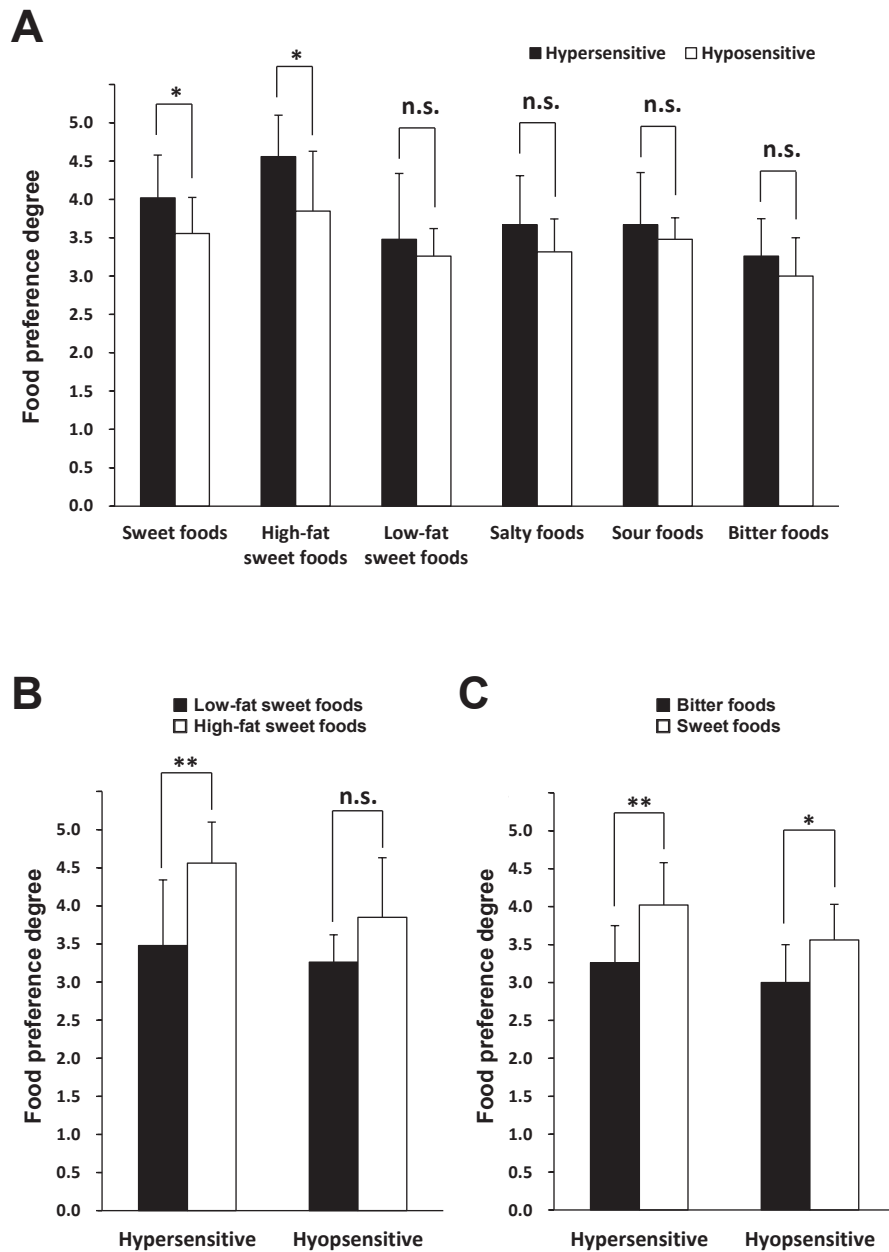 A
Hypersensitive Hyposensitive
* * n.s. n.s. n.s. n.s.
Food preference degree
5.0
4.5
4.0
3.5
3.0
2.5
2.0
1.5
1.0
0.5
0.0
Sweet foods High-fat Low-fat Salty foods Sour foods Bitter foods
sweet foods sweet foods
B
Low-fat sweet foods
High-fat sweet foods
** n.s.
Food preference degree
5.0
4.5
4.0
3.5
3.0
2.5
2.0
1.5
1.0
0.5
0.0
Hypersensitive Hyopsensitive
C
Bitter foods
Sweet foods
** *
Food preference degree
5.0
4.5
4.0
3.5
3.0
2.5
2.0
1.5
1.0
0.5
0.0
Hypersensitive Hyopsensitive